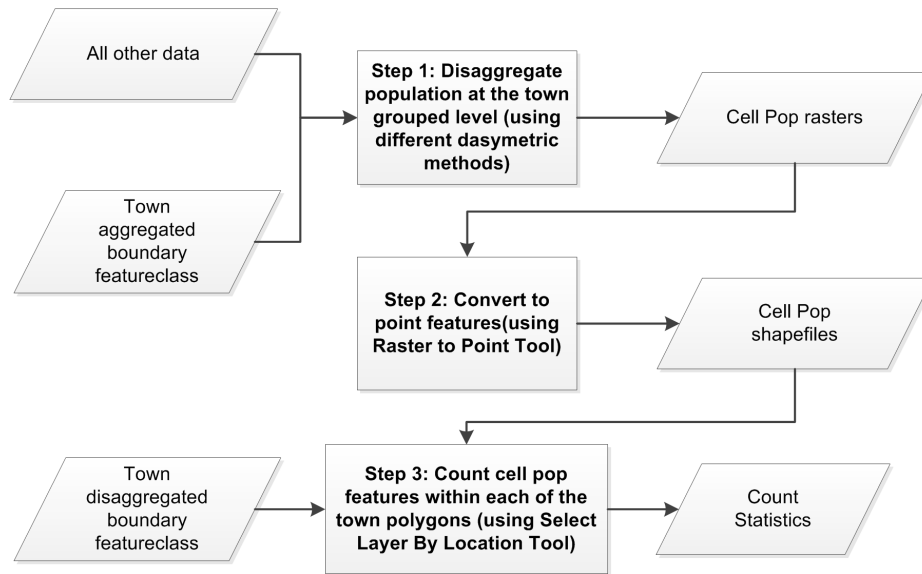 All other data
Step 1: Disaggregate
population at the town
grouped level (using
different dasymetric
methods)
Cell Pop rasters
Town
aggregated
boundary
featureclass
Step 2: Convert to
point features(using
Raster to Point Tool)
Cell Pop
shapefiles
Town
disaggregated
boundary
featureclass
Step 3: Count cell pop
features within each of the
town polygons (using Select
Layer By Location Tool)
Count
Statistics